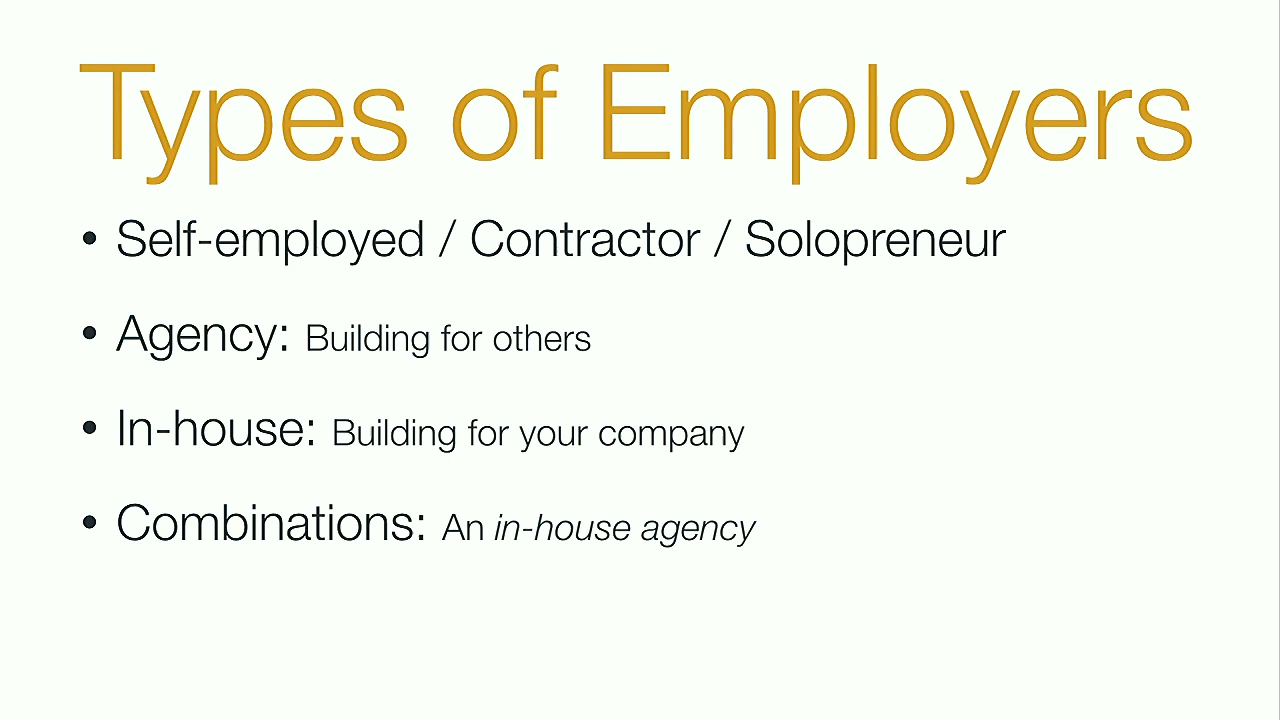 Types of Employers
• Self-employed / Contractor / Solopreneur
• Agency: Building for others
• In-house: Building for your company
• Combinations: An in-house agency